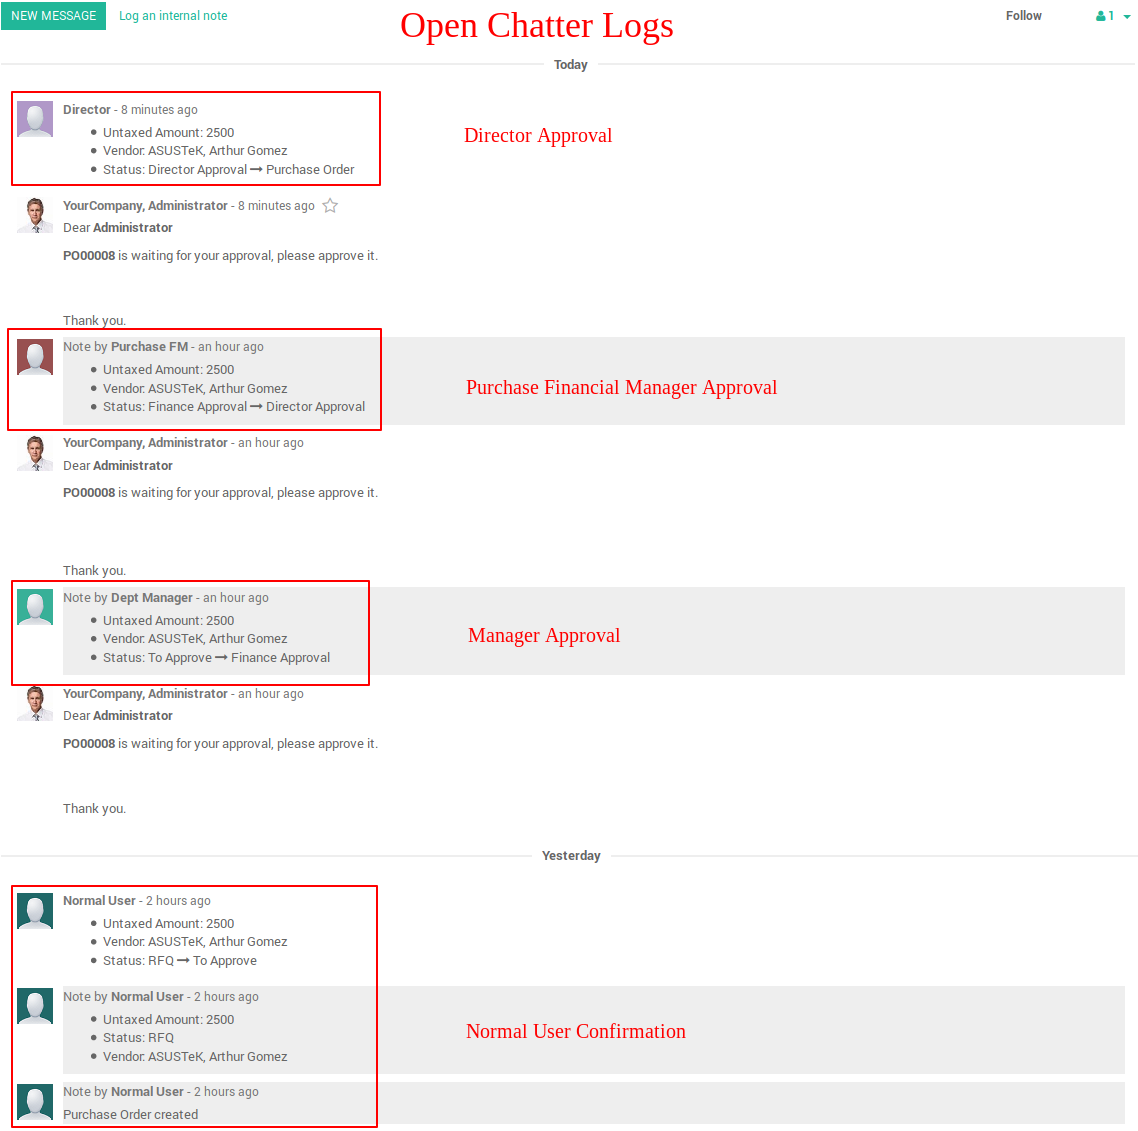 NEW MESSAGE Log an internal note Open Chatter Logs Follow 1
Today
Director - 8 minutes ago
Untaxed Amount: 2500
Director Approval
Vendor: ASUSTeK, Arthur Gomez
Status: Director Approval → Purchase Order
YourCompany, Administrator - 8 minutes ago
Dear Administrator
PO00008 is waiting for your approval, please approve it.
Thank you.
Note by Purchase FM - an hour ago
Untaxed Amount: 2500
Vendor: ASUSTeK, Arthur Gomez
Purchase Financial Manager Approval
Status: Finance Approval → Director Approval
YourCompany, Administrator - an hour ago
Dear Administrator
PO00008 is waiting for your approval, please approve it.
Thank you.
Note by Dept Manager - an hour ago
Untaxed Amount: 2500
Vendor: ASUSTeK, Arthur Gomez
Manager Approval
Status: To Approve → Finance Approval
YourCompany, Administrator - an hour ago
Dear Administrator
PO00008 is waiting for your approval, please approve it.
Thank you.
Yesterday
Normal User - 2 hours ago
Untaxed Amount: 2500
Vendor: ASUSTeK, Arthur Gomez
Status: RFQ → To Approve
Note by Normal User - 2 hours ago
Untaxed Amount: 2500
Status: RFQ
Normal User Confirmation
Vendor: ASUSTeK, Arthur Gomez
Note by Normal User - 2 hours ago
Purchase Order created